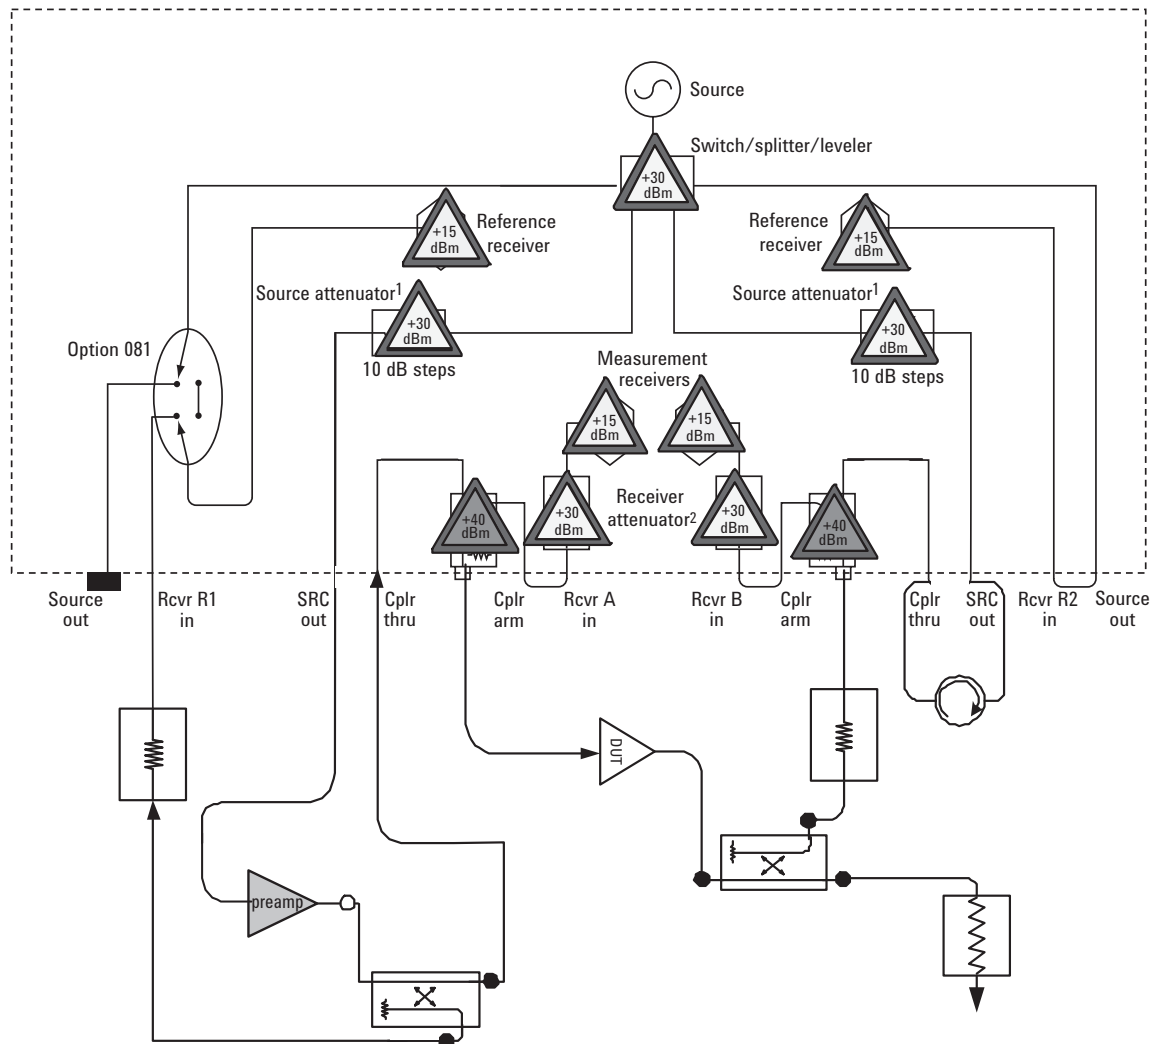 Source
Switch/splitter/leveler
+30
dBm
+15
dBm
Reference
receiver
Reference
receiver
+15
dBm
Source attenuator¹
+30
dBm
10 dB steps
Source attenuator¹
+30
dBm
10 dB steps
Option 081
Measurement
receivers
+15
dBm
+15
dBm
+40
dBm
+30
dBm
Receiver
attenuator²
+30
dBm
+40
dBm
Source
out
Rcvr R1
in
SRC
out
Cplr
thru
Cplr
arm
Rcvr A
in
Rcvr B
in
Cplr
arm
Cplr
thru
SRC
out
Rcvr R2
in
Source
out
DUT
preamp